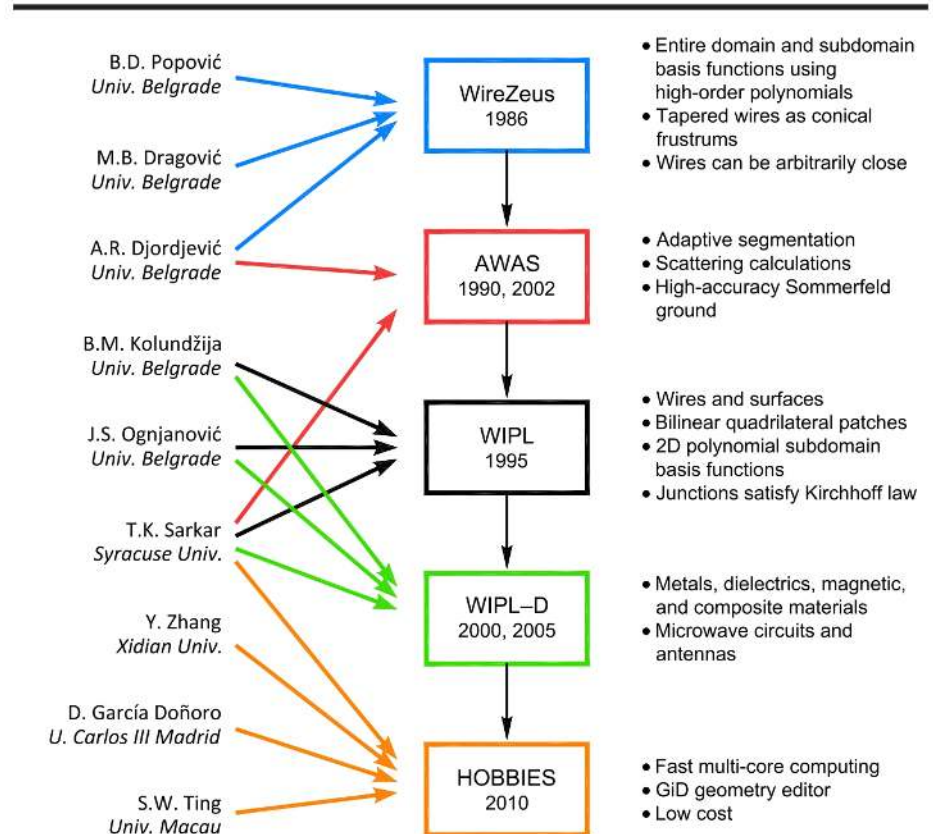 B.D. Popović
Univ. Belgrade
M.B. Dragović
Univ. Belgrade
A.R. Djordjević
Univ. Belgrade
B.M. Kolundžija
Univ. Belgrade
J.S. Ognjanović
Univ. Belgrade
T.K. Sarkar
Syracuse Univ.
Y. Zhang
Xidian Univ.
D. García Doñoro
U. Carlos III Madrid
S.W. Ting
Univ. Macau
WireZeus
1986
AWAS
1990, 2002
WIPL
1995
WIPL–D
2000, 2005
HOBBIES
2010
• Entire domain and subdomain
basis functions using
high-order polynomials
• Tapered wires as conical
frustrums
• Wires can be arbitrarily close
• Adaptive segmentation
• Scattering calculations
• High-accuracy Sommerfeld
ground
• Wires and surfaces
• Bilinear quadrilateral patches
• 2D polynomial subdomain
basis functions
• Junctions satisfy Kirchhoff law
• Metals, dielectrics, magnetic,
and composite materials
• Microwave circuits and
antennas
• Fast multi-core computing
• GiD geometry editor
• Low cost